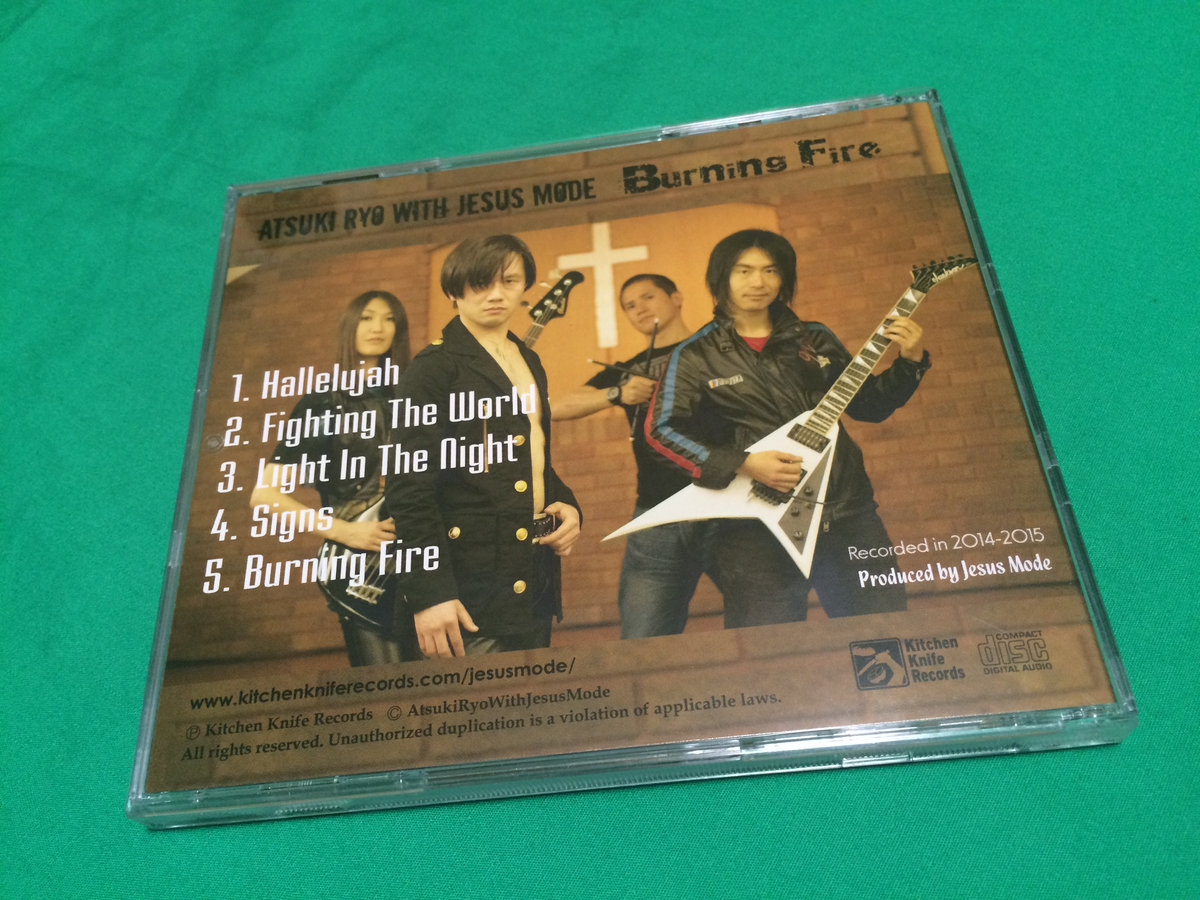 ATSUKI RYO WITH JESUS MODE Burning Fire
1. Hallelujah
2. Fighting The World
3. Light In The Night
4. Signs
5. Burning Fire
Recorded in 2014-2015
Produced by Jesus Mode
www.kitchenkniferecords.com/jesusmode/
℗ Kitchen Knife Records © AtsukiRyoWithJesusMode
All rights reserved. Unauthorized duplication is a violation of applicable laws.
Kitchen
Knife
Records
COMPACT
disc
DIGITAL AUDIO